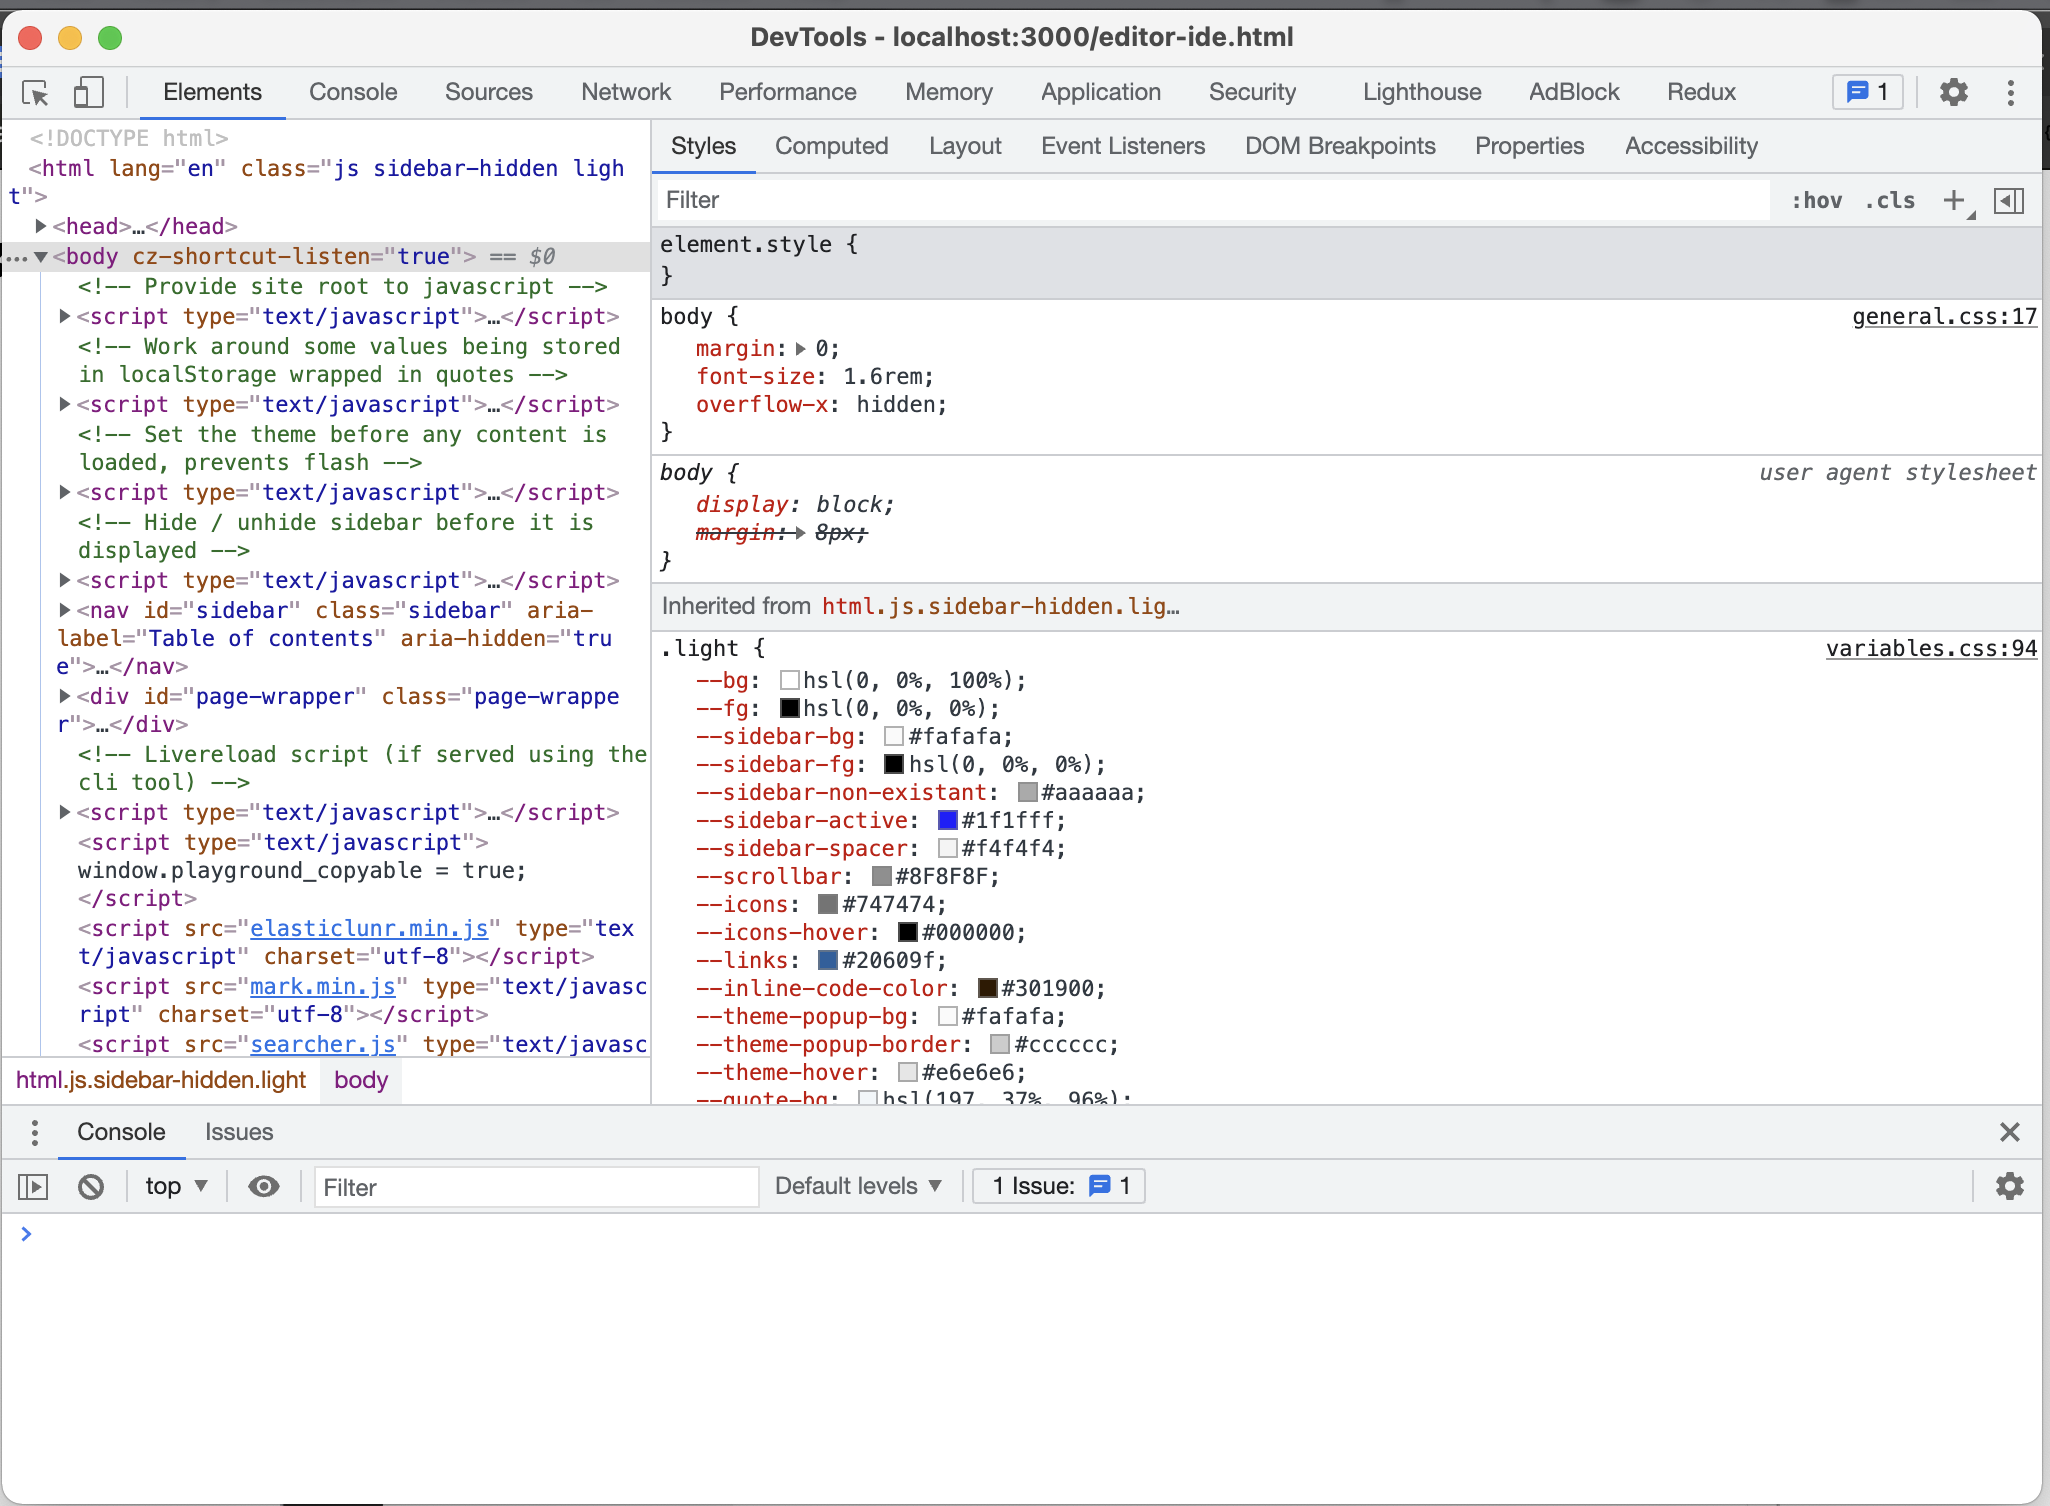 DevTools - localhost:3000/editor-ide.html
Elements Console Sources Network Performance Memory Application Security Lighthouse AdBlock Redux 1
<!DOCTYPE html>
<html lang="en" class="js sidebar-hidden ligh
t">
<head>…</head>
… <body cz-shortcut-listen="true"> == $0
<!-- Provide site root to javascript -->
<script type="text/javascript">…</script>
<!-- Work around some values being stored
in localStorage wrapped in quotes -->
<script type="text/javascript">…</script>
<!-- Set the theme before any content is
loaded, prevents flash -->
<script type="text/javascript">…</script>
<!-- Hide / unhide sidebar before it is
displayed -->
<script type="text/javascript">…</script>
<nav id="sidebar" class="sidebar" aria-
label="Table of contents" aria-hidden="tru
e">…</nav>
<div id="page-wrapper" class="page-wrappe
r">…</div>
<!-- Livereload script (if served using the
cli tool) -->
<script type="text/javascript">…</script>
<script type="text/javascript">
window.playground_copyable = true;
</script>
<script src="elasticlunr.min.js" type="tex
t/javascript" charset="utf-8"></script>
<script src="mark.min.js" type="text/javasc
ript" charset="utf-8"></script>
<script src="searcher.js" type="text/javasc
html.js.sidebar-hidden.light body
Styles Computed Layout Event Listeners DOM Breakpoints Properties Accessibility
Filter :hov .cls +
element.style {
}
body { general.css:17
margin: 0;
font-size: 1.6rem;
overflow-x: hidden;
}
body { user agent stylesheet
display: block;
margin: 8px;
}
Inherited from html.js.sidebar-hidden.lig…
.light { variables.css:94
--bg: hsl(0, 0%, 100%);
--fg: hsl(0, 0%, 0%);
--sidebar-bg: #fafafa;
--sidebar-fg: hsl(0, 0%, 0%);
--sidebar-non-existant: #aaaaaa;
--sidebar-active: #1f1fff;
--sidebar-spacer: #f4f4f4;
--scrollbar: #8F8F8F;
--icons: #747474;
--icons-hover: #000000;
--links: #20609f;
--inline-code-color: #301900;
--theme-popup-bg: #fafafa;
--theme-popup-border: #cccccc;
--theme-hover: #e6e6e6;
--quote-bg: hsl(197, 37%, 96%);
Console Issues
top Filter Default levels 1 Issue: 1